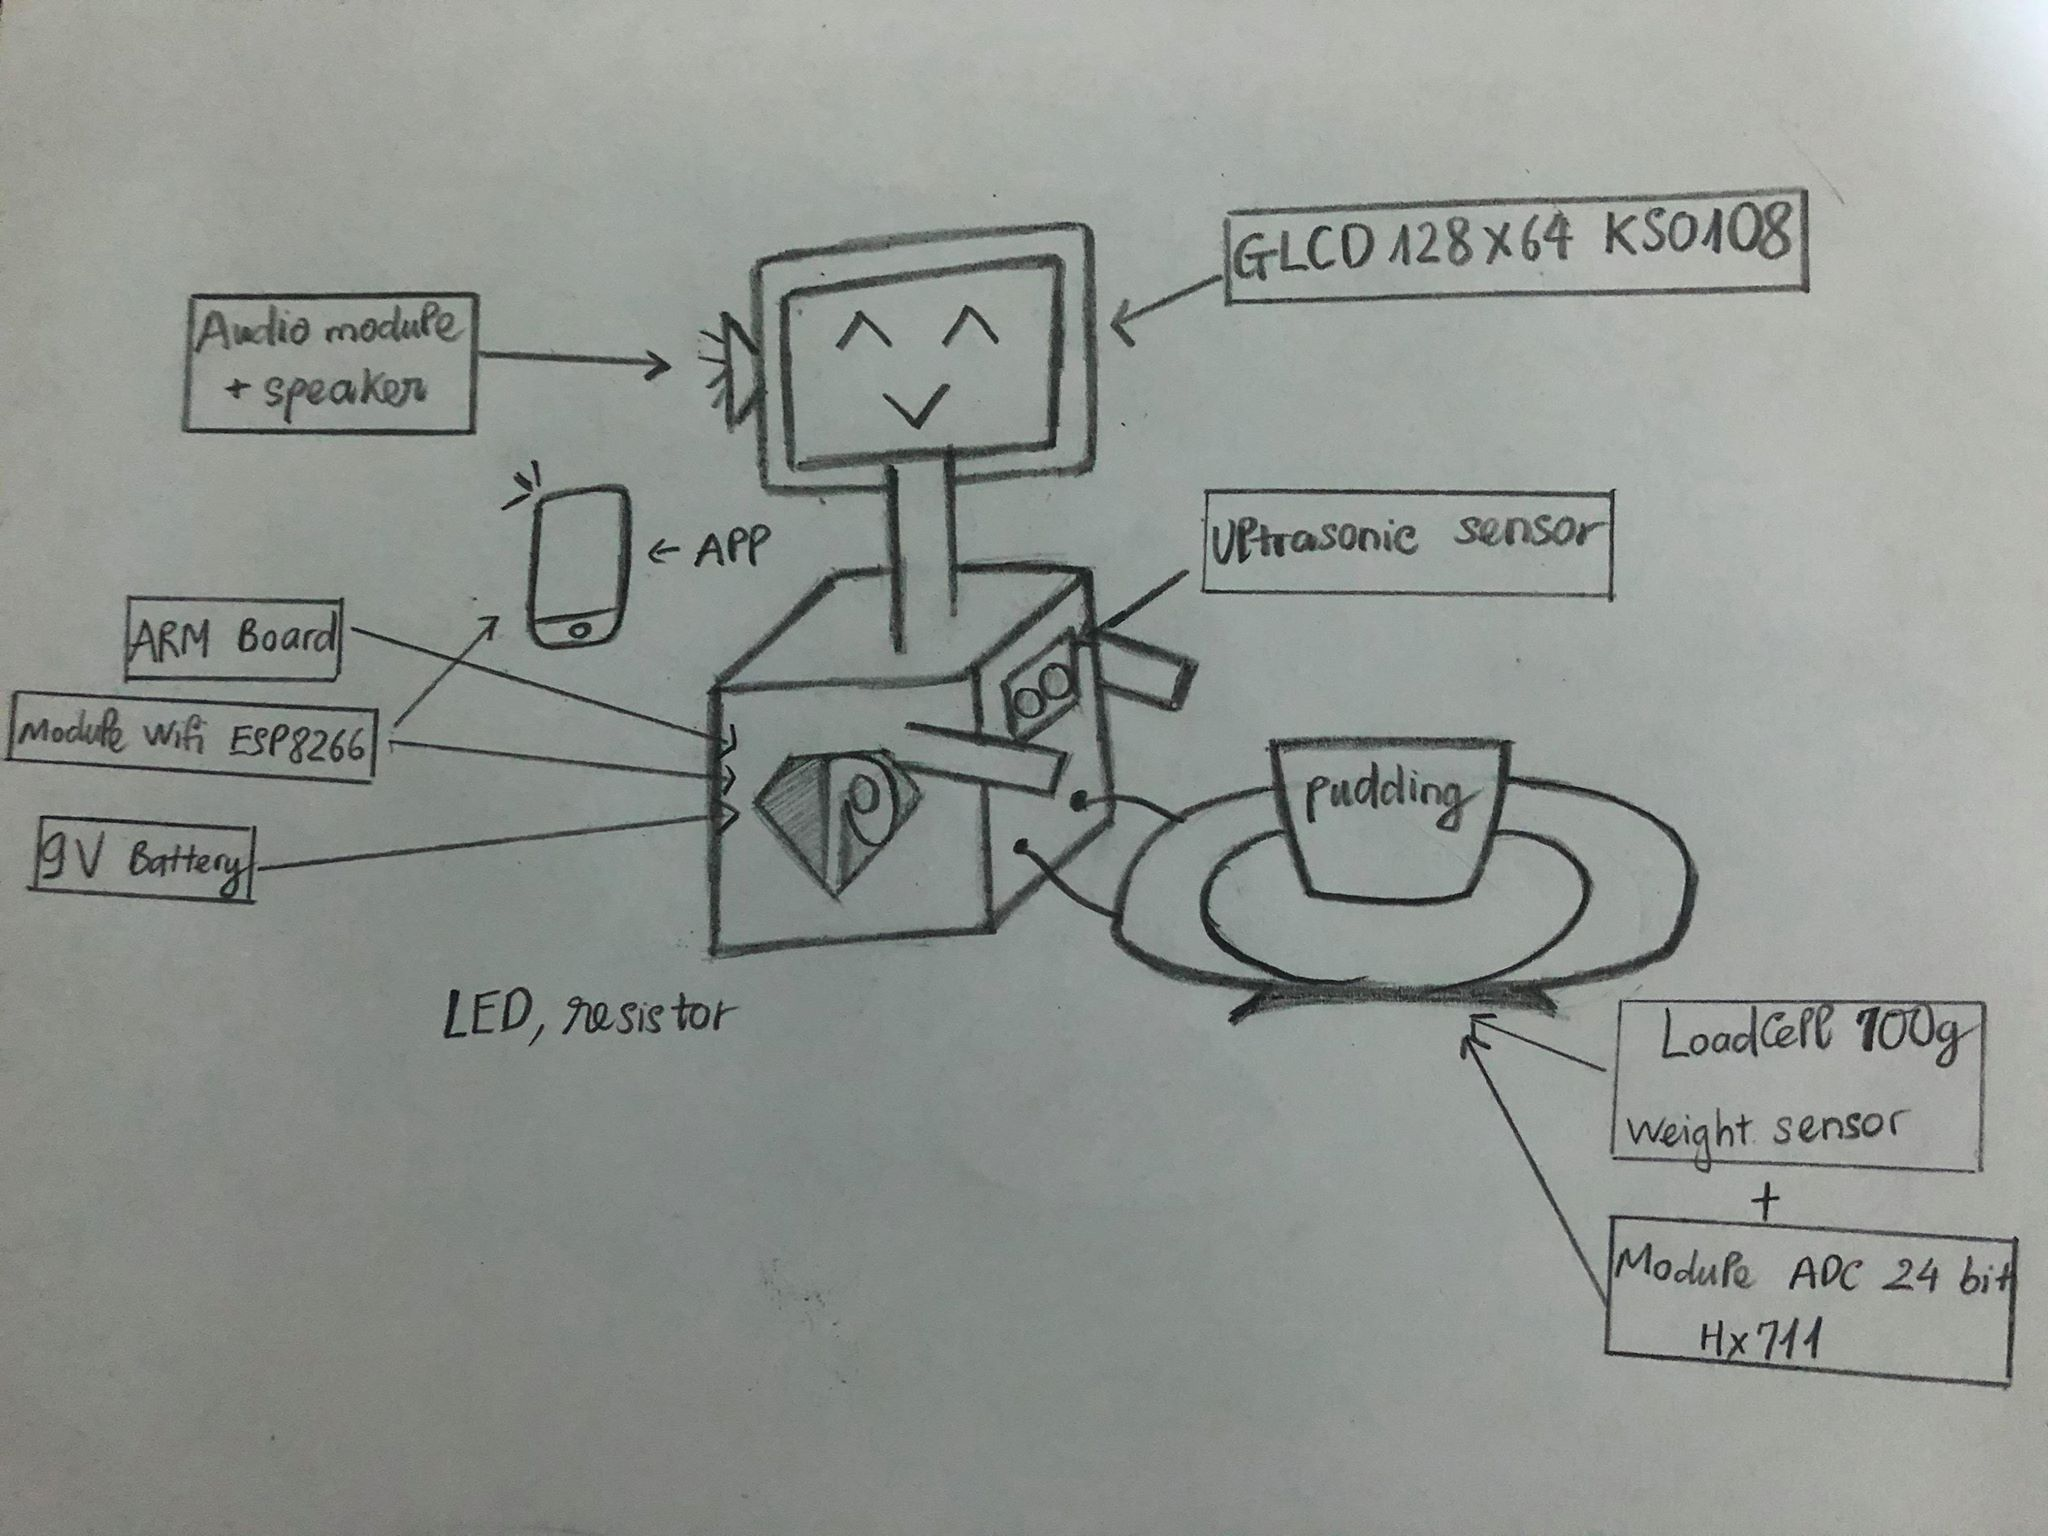 GLCD 128x64 KS0108
Audio module
+ speaker
← APP
Ultrasonic sensor
ARM Board
Module Wifi ESP8266
9V Battery
pudding
LED, resistor
LoadCell 100g
weight sensor
+
Module ADC 24 bit
Hx711